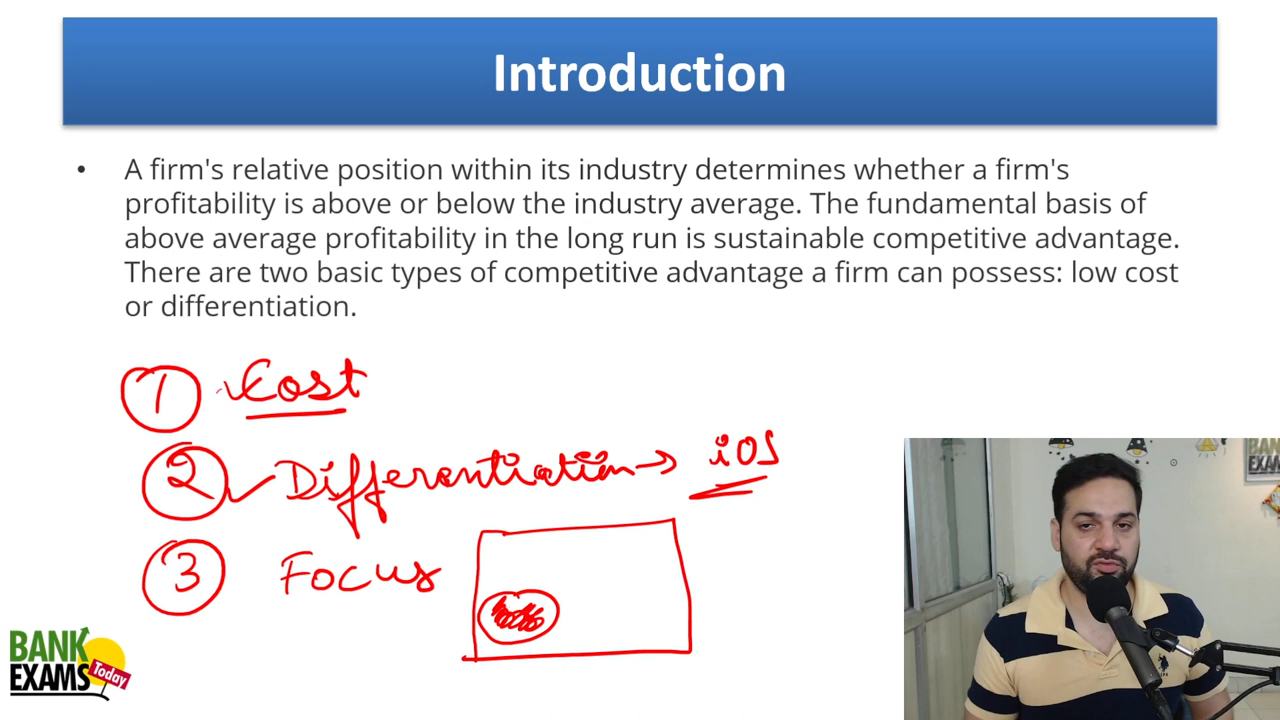 Introduction
• A firm's relative position within its industry determines whether a firm's
profitability is above or below the industry average. The fundamental basis of
above average profitability in the long run is sustainable competitive advantage.
There are two basic types of competitive advantage a firm can possess: low cost
or differentiation.
1 Cost
2 Differentiation → iOS
3 Focus
BANK
EXAMS
Today
BANK
EXAM